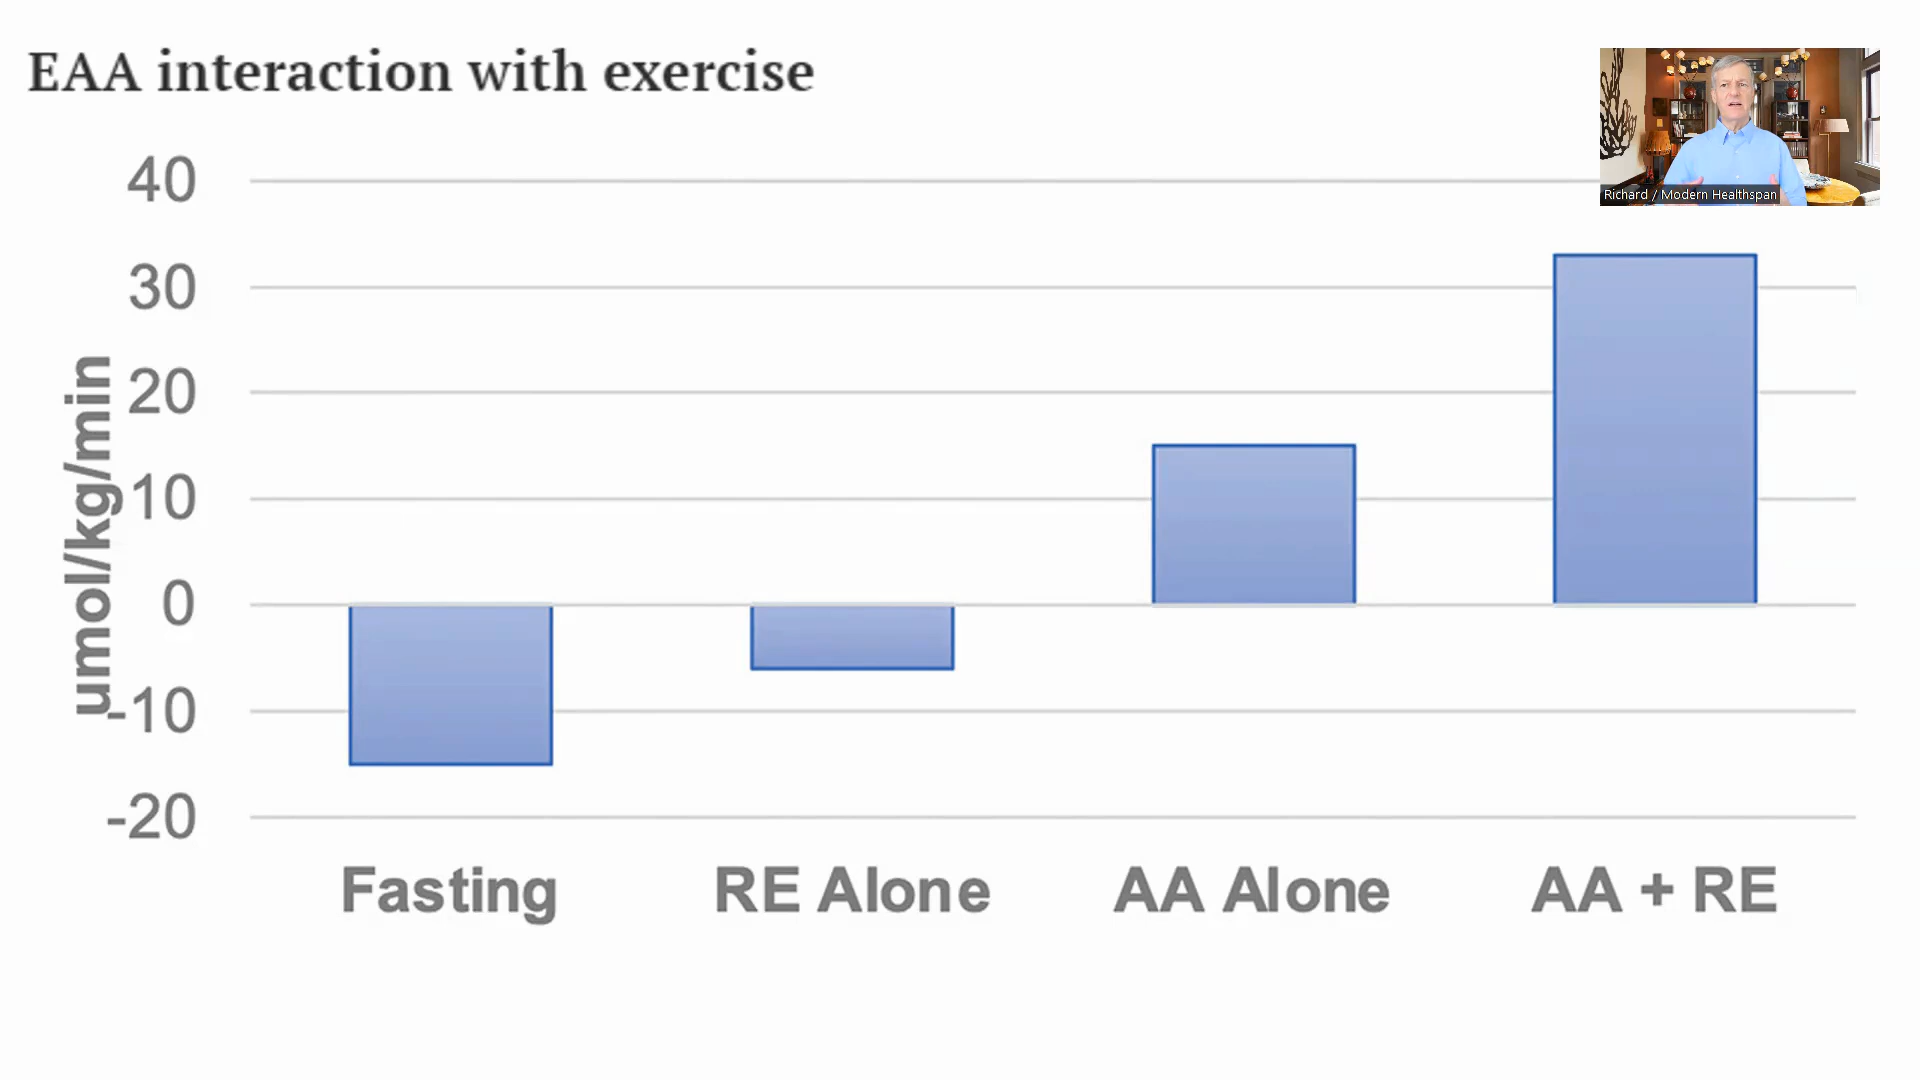 EAA interaction with exercise
Richard / Modern Healthspan
40
30
20
10
0
-10
-20
umol/kg/min
Fasting
RE Alone
AA Alone
AA + RE